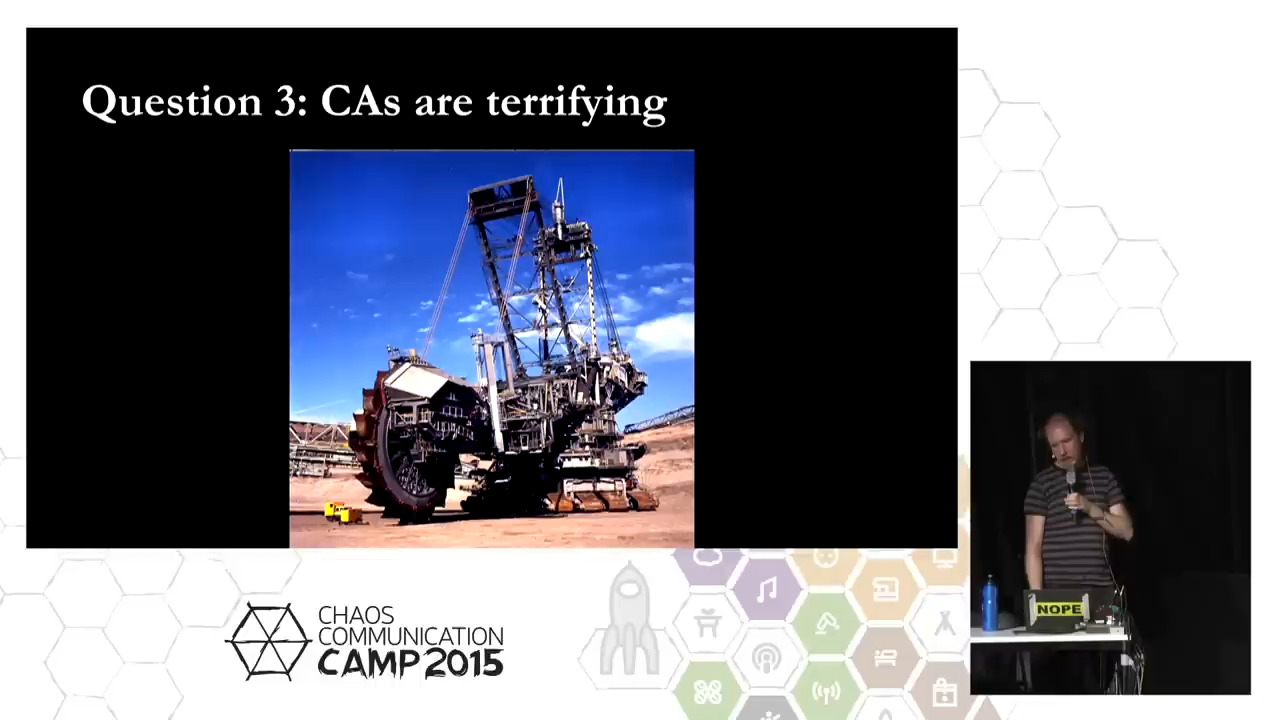 Question 3: CAs are terrifying
NOPE
CHAOS
COMMUNICATION
CAMP 2015